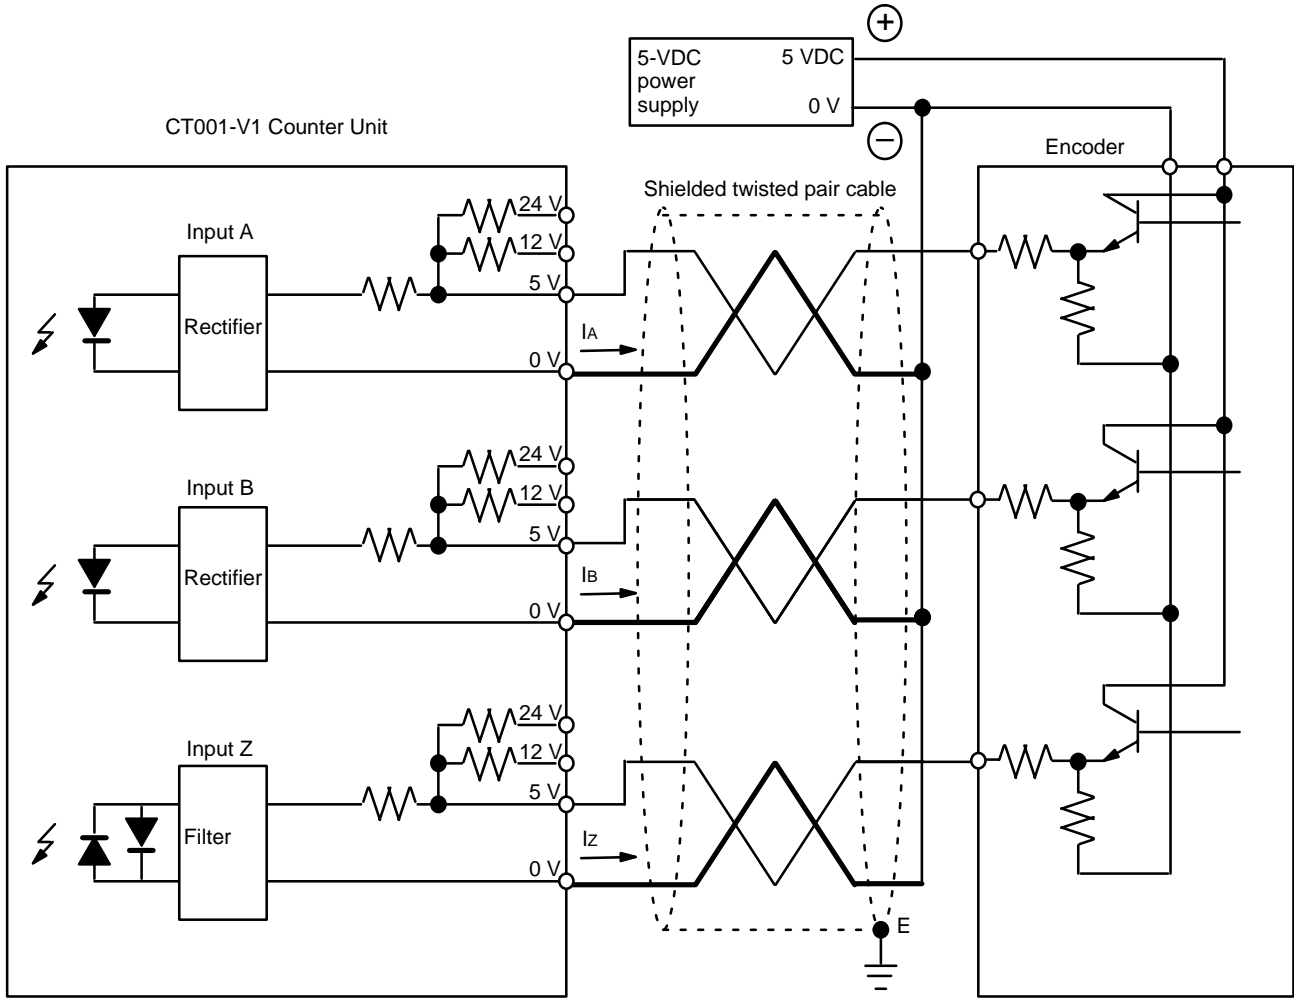 +
5-VDC 5 VDC
power
supply 0 V
−
CT001-V1 Counter Unit
Encoder
Shielded twisted pair cable
Input A
24 V
12 V
5 V
Rectifier
IA
0 V
Input B
24 V
12 V
5 V
Rectifier
IB
0 V
Input Z
24 V
12 V
5 V
Filter
IZ
0 V
E